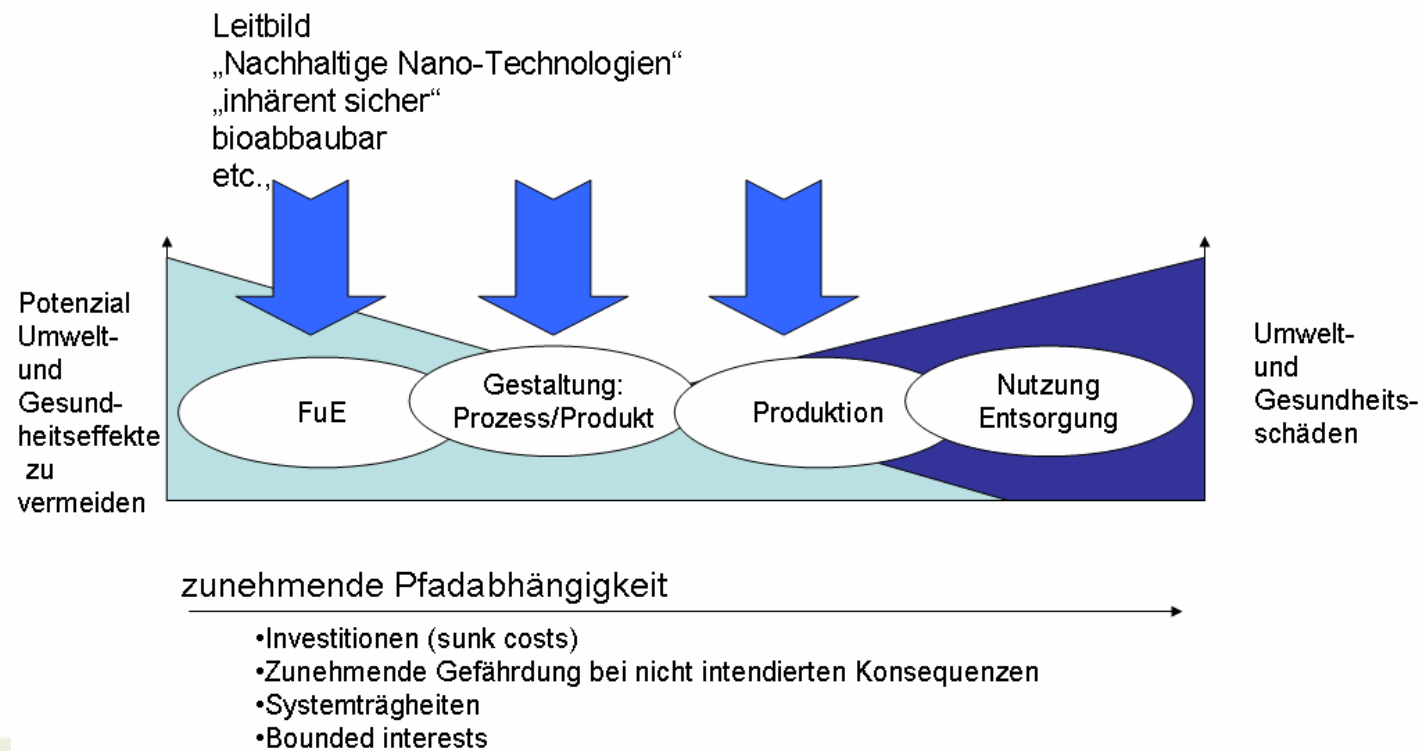 Leitbild
„Nachhaltige Nano-Technologien“
„inhärent sicher“
bioabbaubar
etc.,
Potenzial
Umwelt-
und
Gesund-
heitseffekte
zu
vermeiden
FuE
Gestaltung:
Prozess/Produkt
Produktion
Nutzung
Entsorgung
Umwelt-
und
Gesundheits-
schäden
zunehmende Pfadabhängigkeit
•Investitionen (sunk costs)
•Zunehmende Gefährdung bei nicht intendierten Konsequenzen
•Systemträgheiten
•Bounded interests